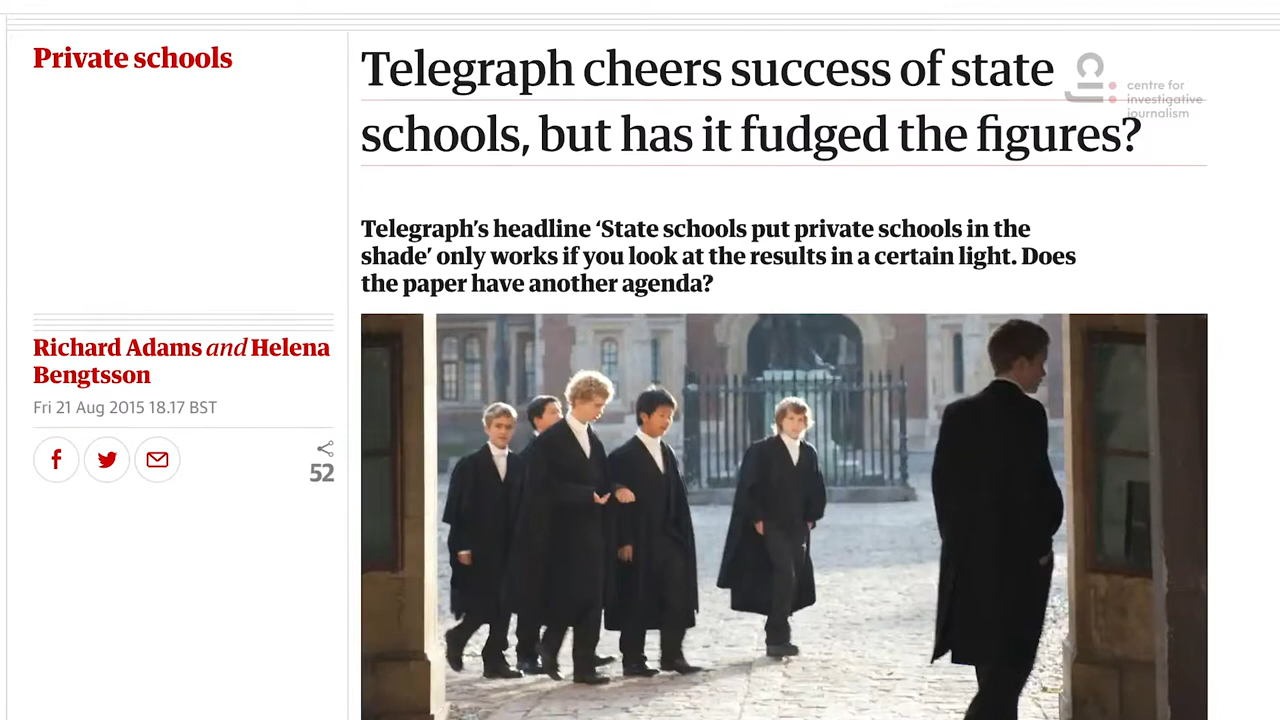 Private schools
Telegraph cheers success of state
schools, but has it fudged the figures?
centre for
investigative
journalism
Telegraph’s headline ‘State schools put private schools in the
shade’ only works if you look at the results in a certain light. Does
the paper have another agenda?
Richard Adams and Helena
Bengtsson
Fri 21 Aug 2015 18.17 BST
52